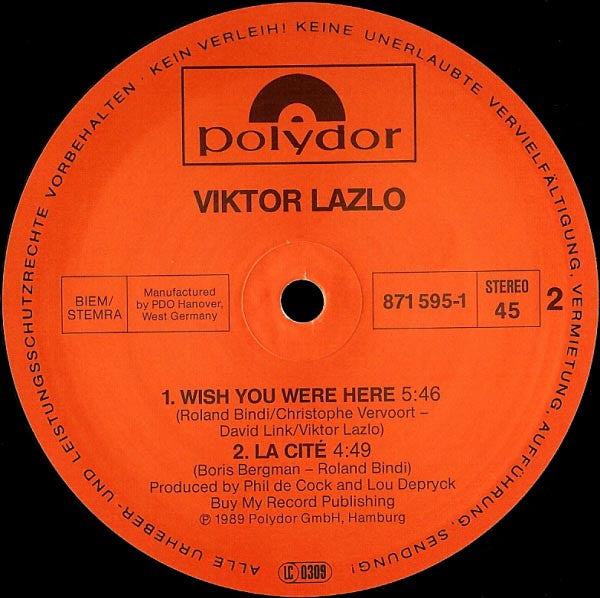 ALLE URHEBER- UND LEISTUNGSSCHUTZRECHTE VORBEHALTEN · KEIN VERLEIH! KEINE UNERLAUBTE VERVIELFÄLTIGUNG, VERMIETUNG, AUFFÜHRUNG, SENDUNG!
polydor
VIKTOR LAZLO
BIEM/
STEMRA
Manufactured
by PDO Hanover,
West Germany
871 595-1
STEREO
45
2
1. WISH YOU WERE HERE 5:46
(Roland Bindi/Christophe Vervoort –
David Link/Viktor Lazlo)
2. LA CITÉ 4:49
(Boris Bergman – Roland Bindi)
Produced by Phil de Cock and Lou Depryck
Buy My Record Publishing
℗ 1989 Polydor GmbH, Hamburg
LC 0309